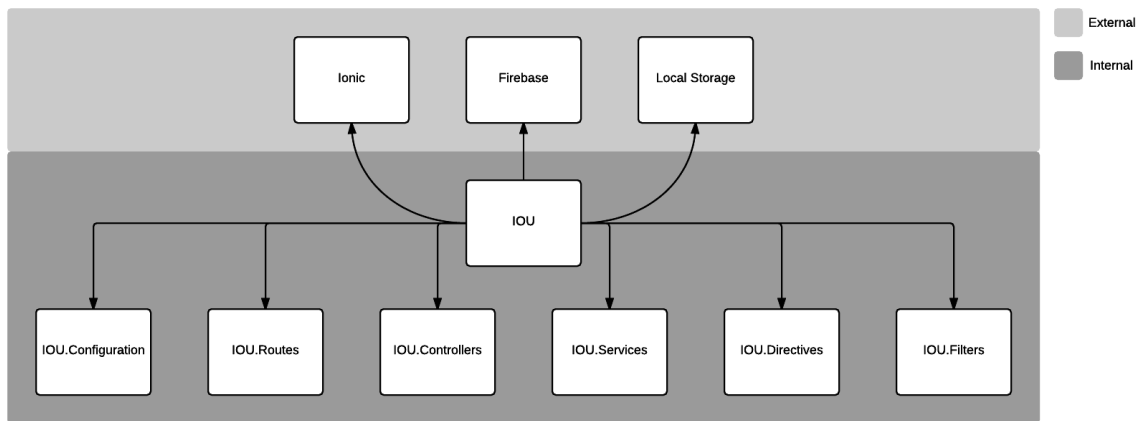 External
Internal
Ionic
Firebase
Local Storage
IOU
IOU.Configuration
IOU.Routes
IOU.Controllers
IOU.Services
IOU.Directives
IOU.Filters